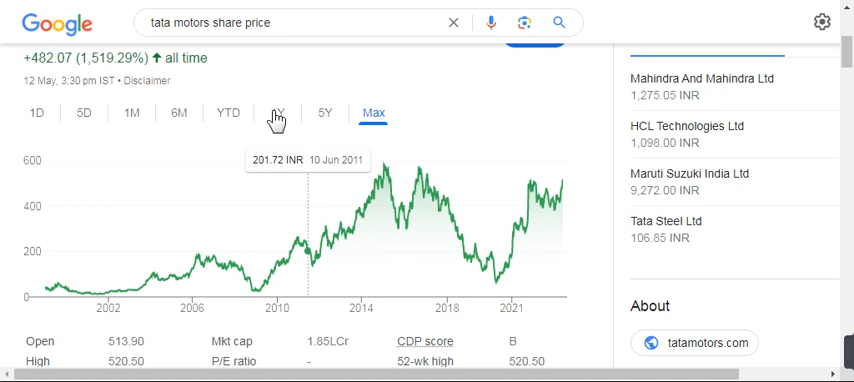 Google
tata motors share price
+482.07 (1,519.29%) ↑ all time
12 May, 3:30 pm IST • Disclaimer
1D 5D 1M 6M YTD 5Y Max
201.72 INR 10 Jun 2011
600
400
200
0
2002 2006 2010 2014 2018 2021
Open 513.90 Mkt cap 1.85LCr CDP score B
High 520.50 P/E ratio - 52-wk high 520.50
Mahindra And Mahindra Ltd
1,275.05 INR
HCL Technologies Ltd
1,098.00 INR
Maruti Suzuki India Ltd
9,272.00 INR
Tata Steel Ltd
106.85 INR
About
tatamotors.com